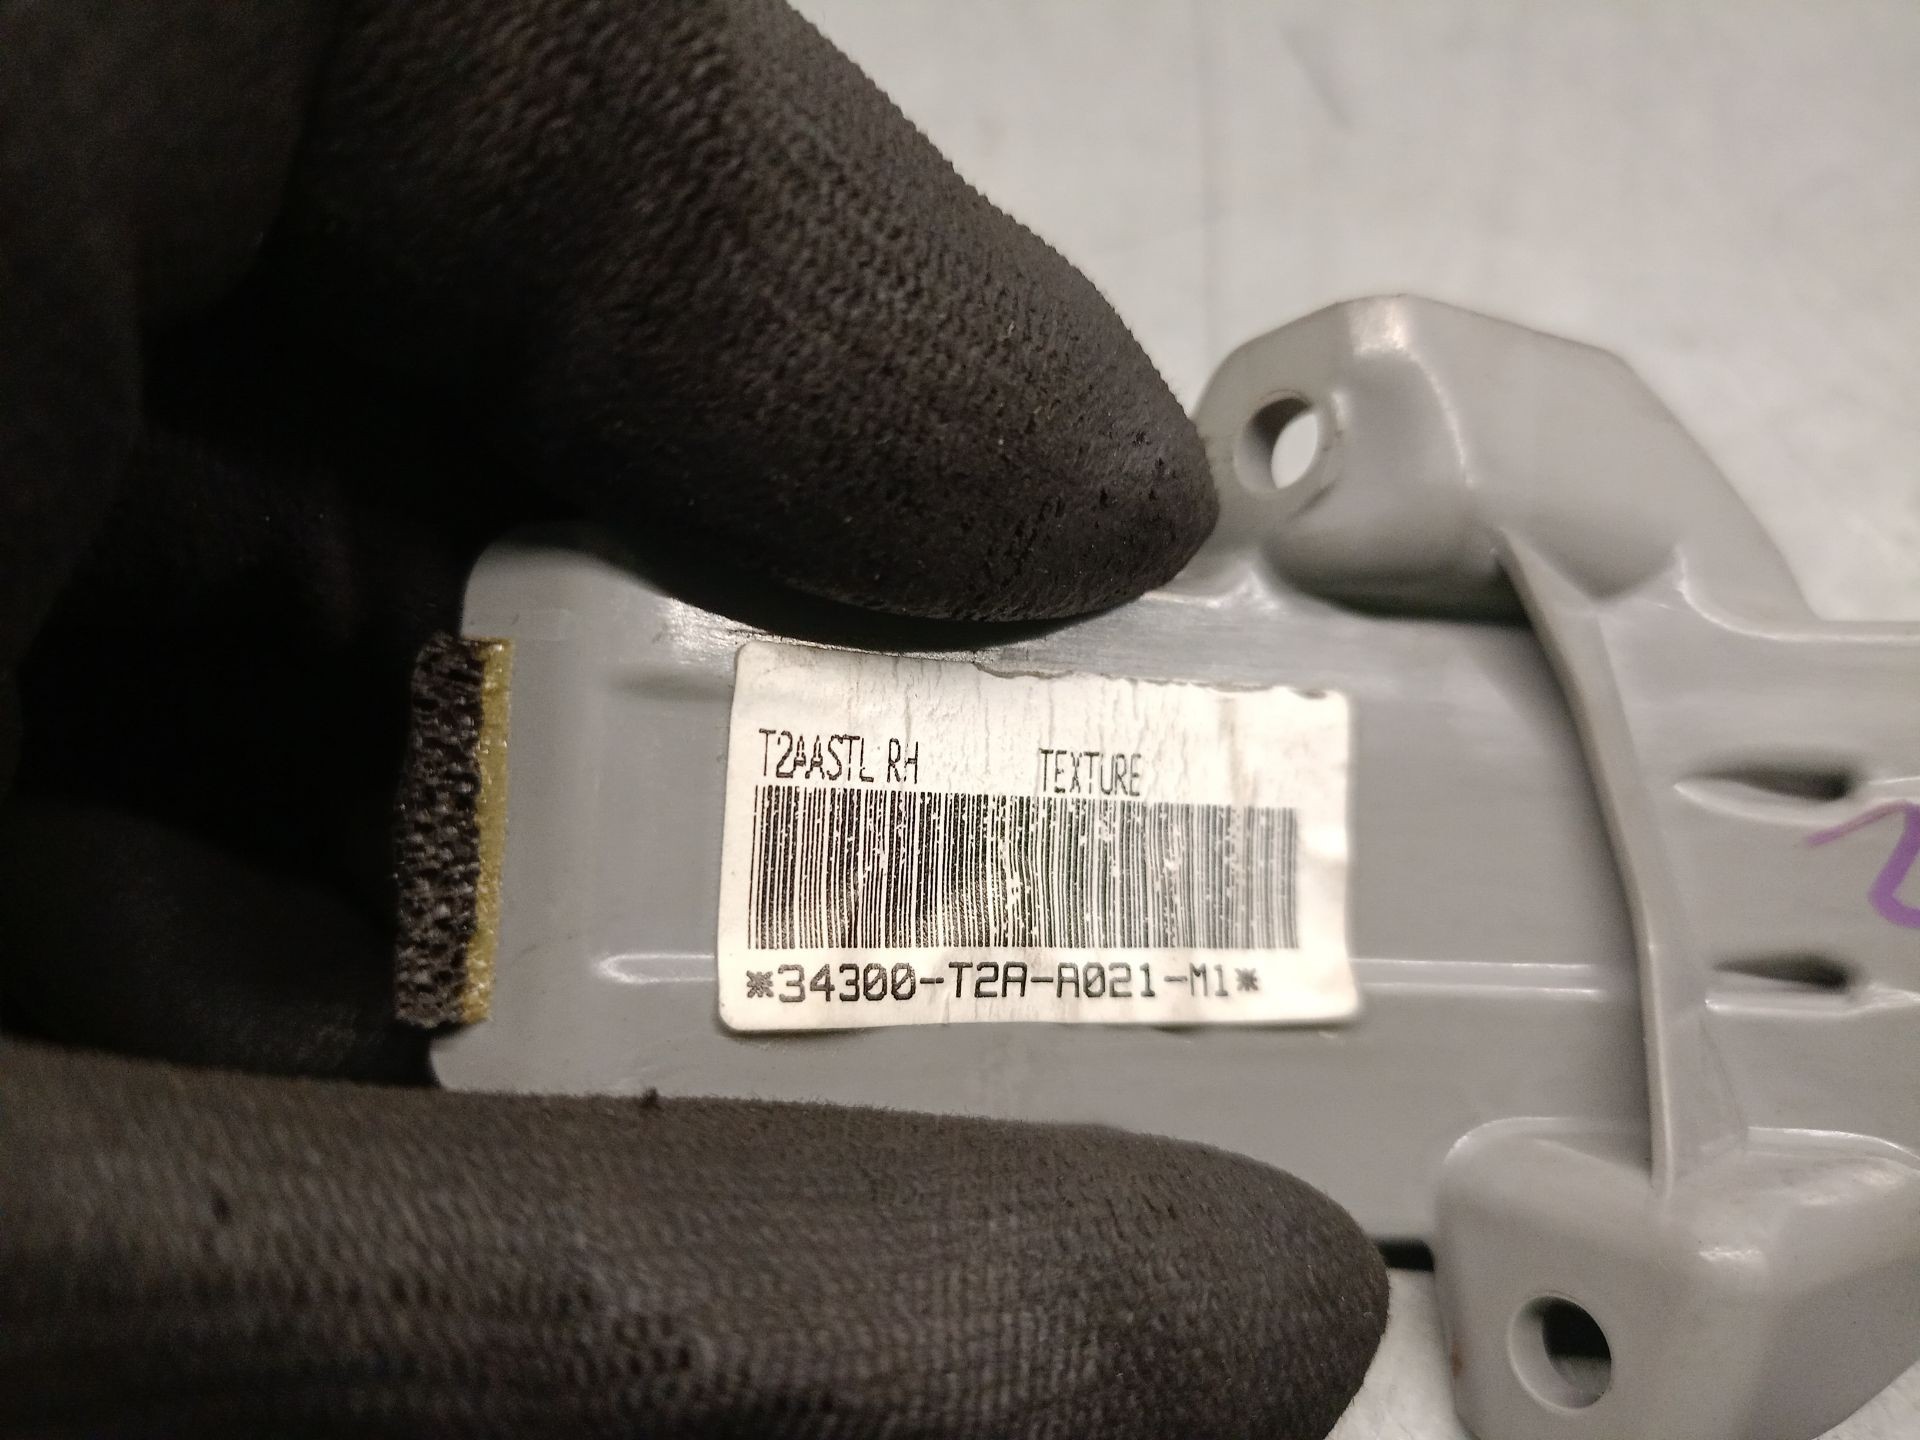 T2AASTL RH TEXTURE
*34300-T2A-A021-M1*